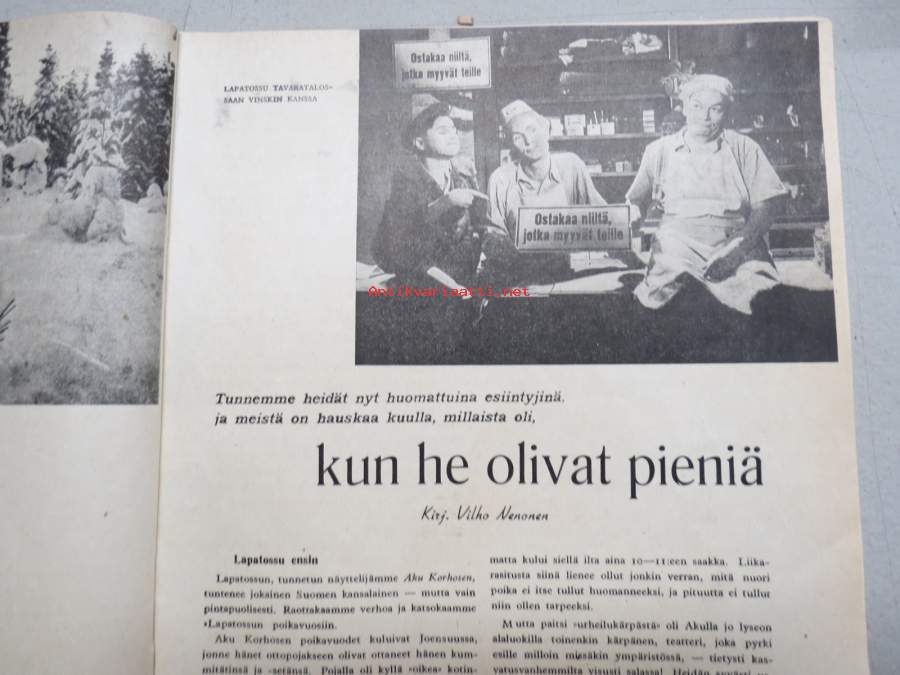 LAPATOSSU TAVARATALOS-
SAAN VINSKIN KANSSA
Ostakaa niiltä,
jotka myyvät teille
Ostakaa niiltä,
jotka myyvät teille
Antikvariaatti.net
Tunnemme heidät nyt huomattuina esiintyjinä,
ja meistä on hauskaa kuulla, millaista oli,
kun he olivat pieniä
Kirj. Vilho Nenonen
Lapatossu ensin
Lapatossun, tunnetun näyttelijämme Aku Korhosen,
tuntenee jokainen Suomen kansalainen — mutta vain
pintapuolisesti. Raottakaamme verhoa ja katsokaamme
»Lapatossun poikavuosiin.
Aku Korhosen poikavuodet kuluivat Joensuussa,
jonne hänet ottopojakseen olivat ottaneet hänen kum-
mitätinsä ja -setänsä. Pojalla oli kyllä »oikea» kotin-
matta kului siellä ilta aina 10—11:een saakka. Liika-
rasitusta siinä lienee ollut jonkin verran, mitä nuori
poika ei itse tullut huomanneeksi, ja pituutta ei tullut
niin ollen tarpeeksi.
Mutta paitsi »urheilukärpästä» oli Akulla jo lyseon
alaluokilla toinenkin kärpänen, teatteri, joka pyrki
esille milloin missäkin ympäristössä, — tietysti kas-
vatusvanhemmilta visusti salassa! Heidän